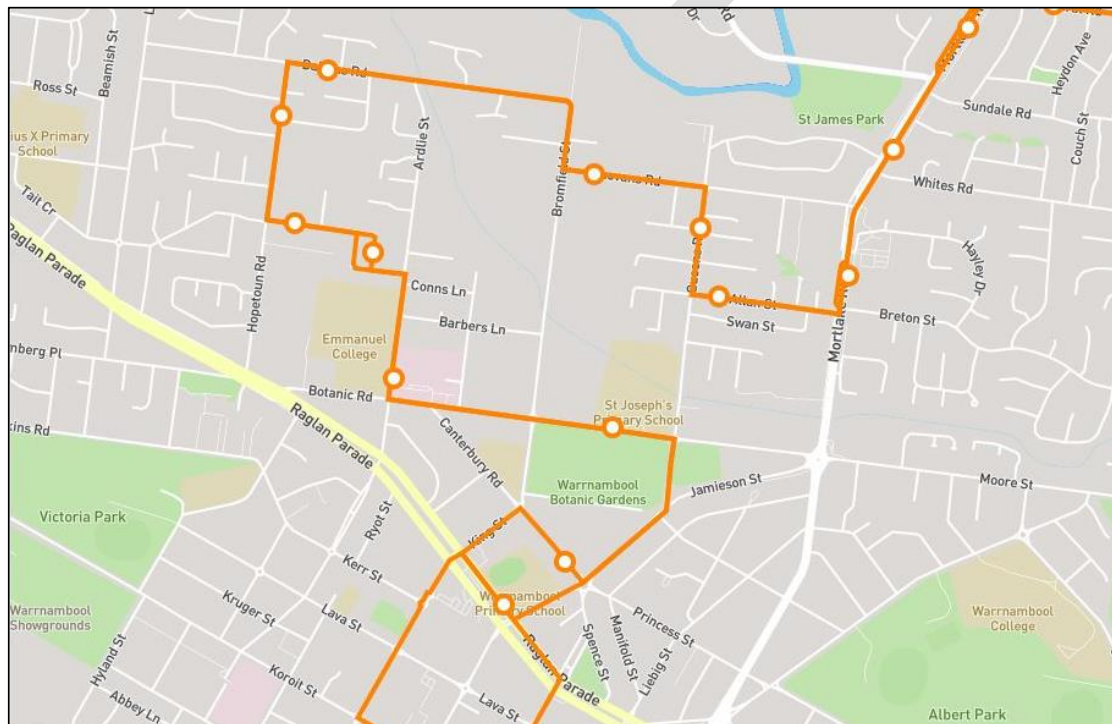 Dr
Rd
Heydon Ave
Beamish St
Ross St
Sundale Rd
St James Park
Couch St
ius X Primary
School
Ardlie St
Bromfield St
Whites Rd
Tait Cr
Raglan Parade
Hopetoun Rd
Hayley Dr
Conns Ln
Allan St
Swan St
Breton St
Barbers Ln
Mortlake R
Emmanuel
College
mberg Pl
Botanic Rd
Raglan Parade
St Joseph's
Primary School
kins Rd
Canterbury Rd
Warrnambool
Botanic Gardens
Jamieson St
Moore St
Victoria Park
Ryot St
King St
Kerr St
Kruger St
Lava St
Warrnambool
Primary School
Warrnambool
Showgrounds
Warrnambool
College
Hyland St
Koroit St
Raglan Parade
Spence St
Manifold St
Princess St
Liebig St
Abbey Ln
Lava St
Albert Park